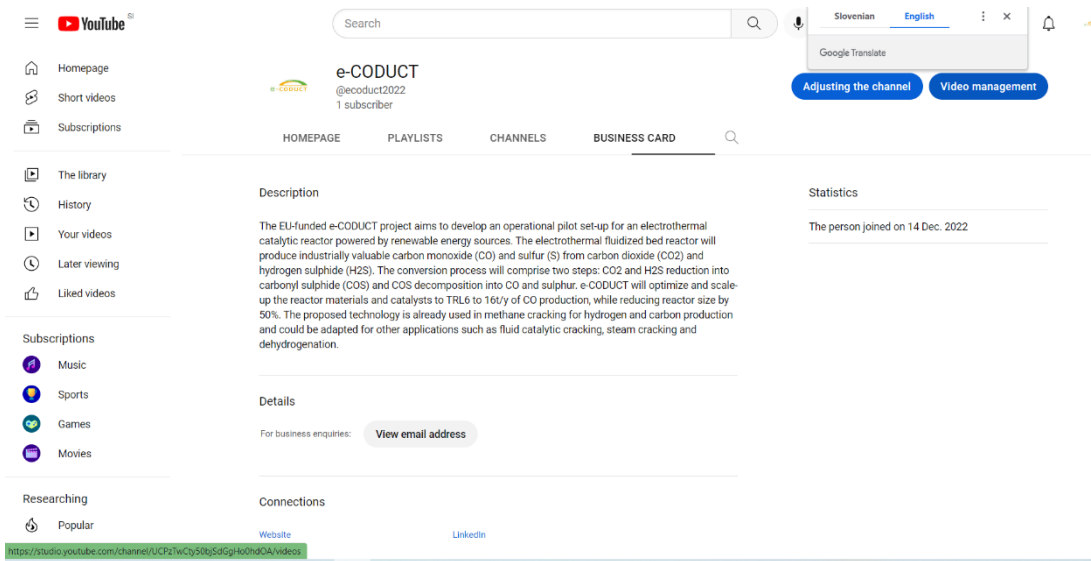 YouTube SI
Search
Slovenian English
Google Translate
Homepage
Short videos
Subscriptions
The library
History
Your videos
Later viewing
Liked videos
Subscriptions
Music
Sports
Games
Movies
Researching
Popular
E-CODUCT
e-CODUCT
@ecoduct2022
1 subscriber
Adjusting the channel
Video management
HOMEPAGE PLAYLISTS CHANNELS BUSINESS CARD
Description
The EU-funded e-CODUCT project aims to develop an operational pilot set-up for an electrothermal
catalytic reactor powered by renewable energy sources. The electrothermal fluidized bed reactor will
produce industrially valuable carbon monoxide (CO) and sulfur (S) from carbon dioxide (CO2) and
hydrogen sulphide (H2S). The conversion process will comprise two steps: CO2 and H2S reduction into
carbonyl sulphide (COS) and COS decomposition into CO and sulphur. e-CODUCT will optimize and scale-
up the reactor materials and catalysts to TRL6 to 16t/y of CO production, while reducing reactor size by
50%. The proposed technology is already used in methane cracking for hydrogen and carbon production
and could be adapted for other applications such as fluid catalytic cracking, steam cracking and
dehydrogenation.
Details
For business enquiries: View email address
Connections
Website LinkedIn
Statistics
The person joined on 14 Dec. 2022
https://studio.youtube.com/channel/UCPzTwCty50bjSdGgHo0hdOA/videos